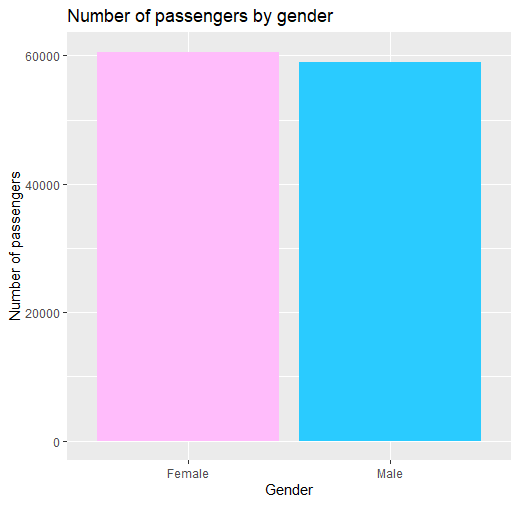 Number of passengers by gender
Number of passengers
60000
40000
20000
0
Female Male
Gender